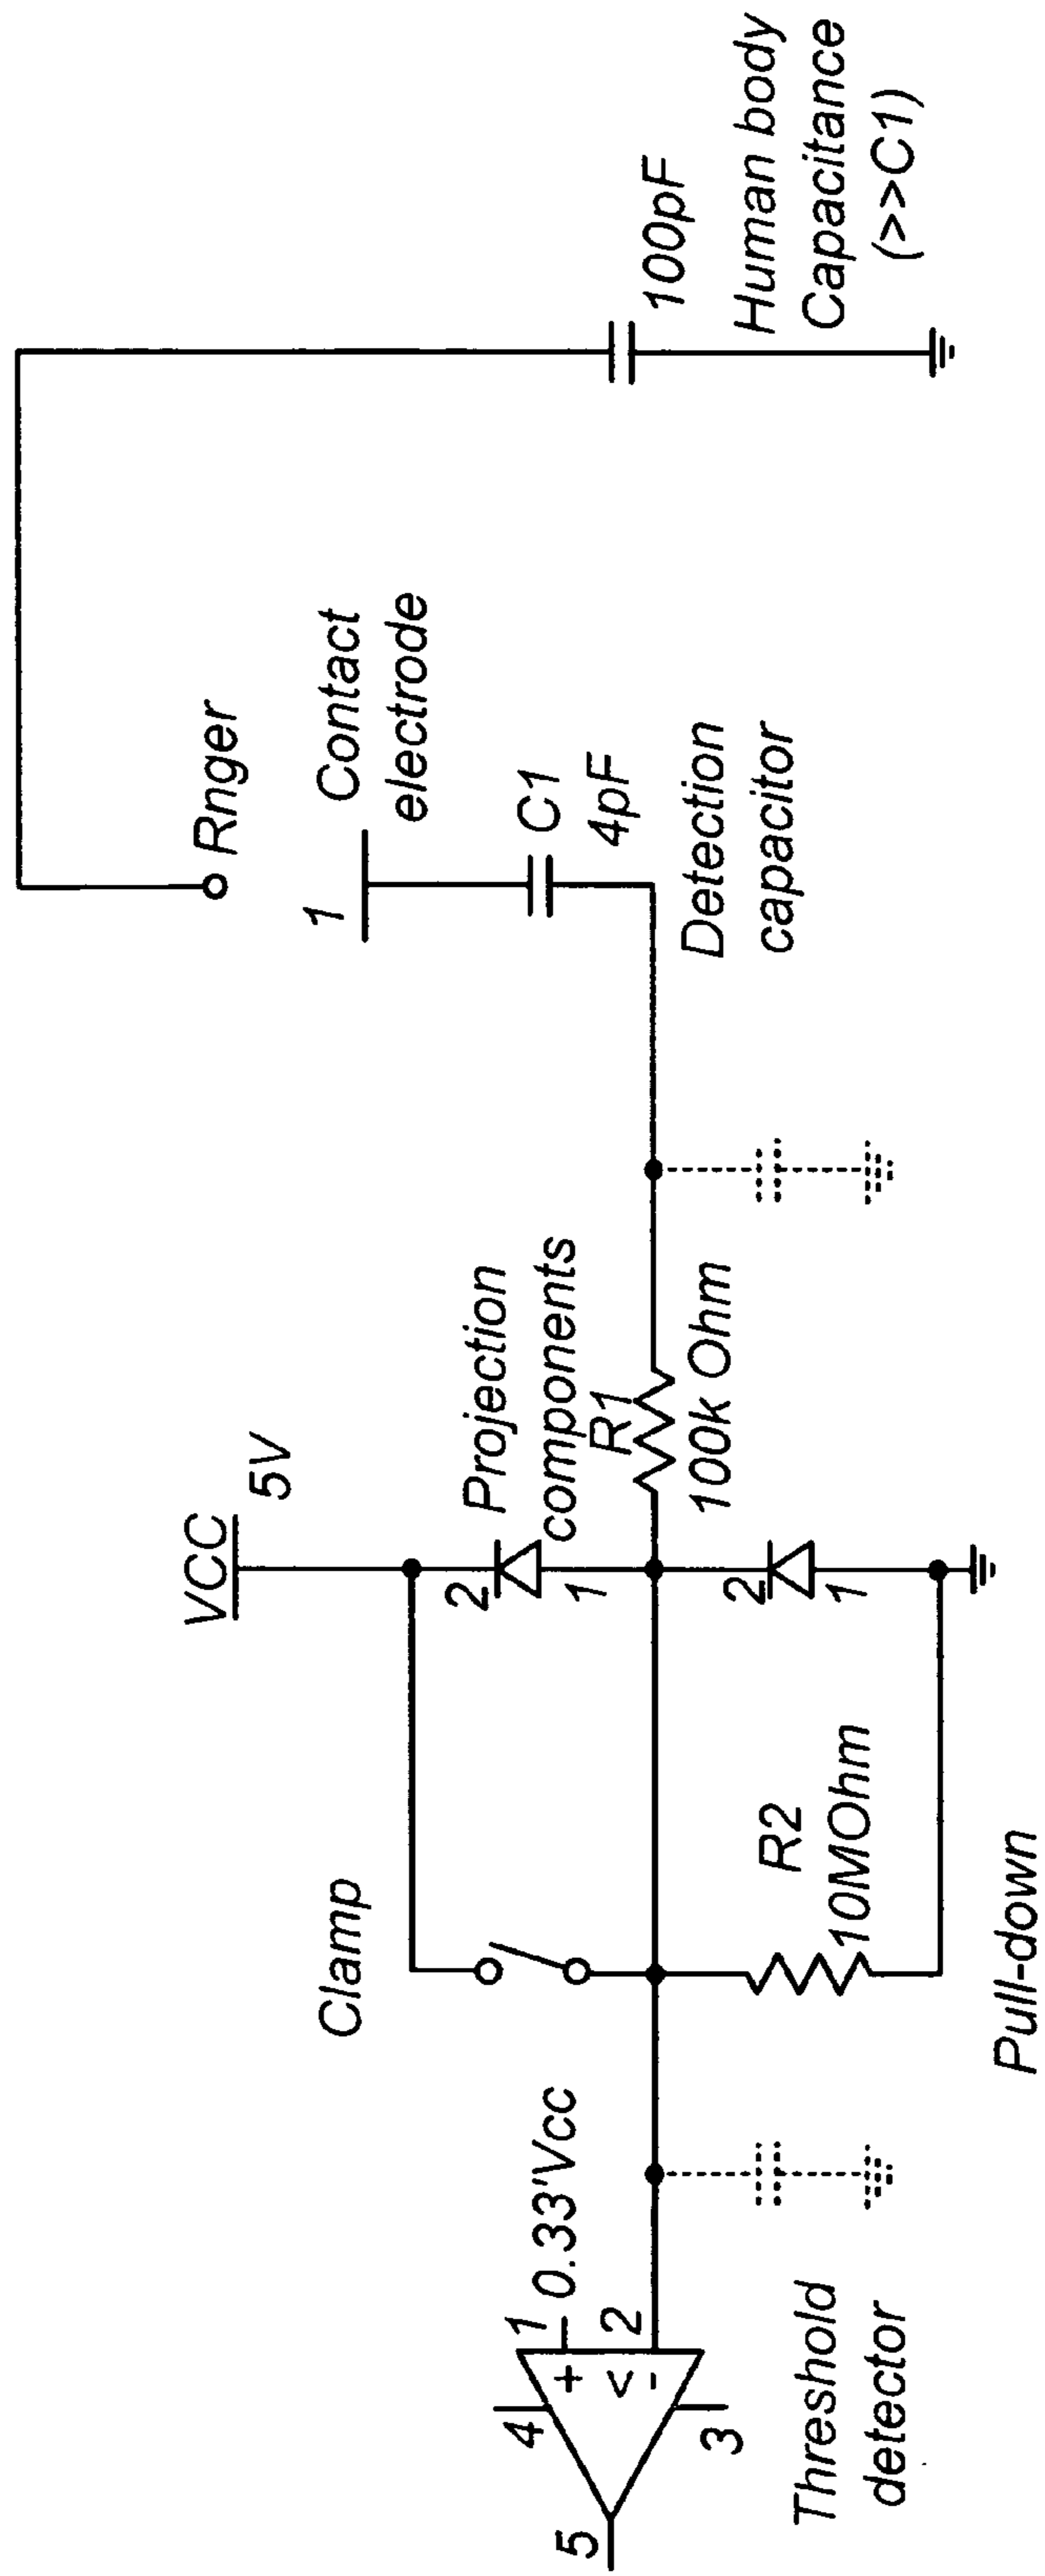 VCC
5V
Clamp
Projection
components
2
1
R1
100k Ohm
2
1
R2
10MOhm
Pull-down
0.33'Vcc
1
2
+
<
-
4
3
5
Threshold
detector
Rnger
1
Contact
electrode
C1
4pF
Detection
capacitor
100pF
Human body
Capacitance
(>>C1)